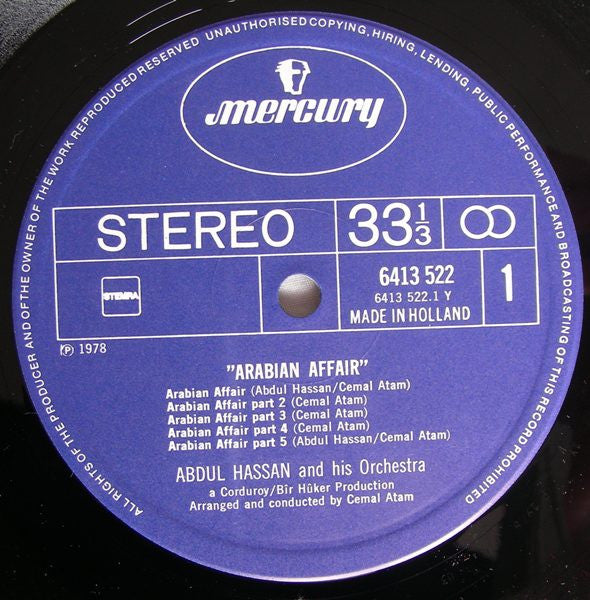 ALL RIGHTS OF THE PRODUCER AND OF THE OWNER OF THE WORK REPRODUCED RESERVED UNAUTHORISED COPYING, HIRING, LENDING, PUBLIC PERFORMANCE AND BROADCASTING OF THIS RECORD PROHIBITED
mercury
STEREO 33⅓
STEMRA
6413 522
6413 522.1 Y
MADE IN HOLLAND
1
℗ 1978
"ARABIAN AFFAIR"
Arabian Affair (Abdul Hassan/Cemal Atam)
Arabian Affair part 2 (Cemal Atam)
Arabian Affair part 3 (Cemal Atam)
Arabian Affair part 4 (Cemal Atam)
Arabian Affair part 5 (Abdul Hassan/Cemal Atam)
ABDUL HASSAN and his Orchestra
a Corduroy/Bîr Hûker Production
Arranged and conducted by Cemal Atam